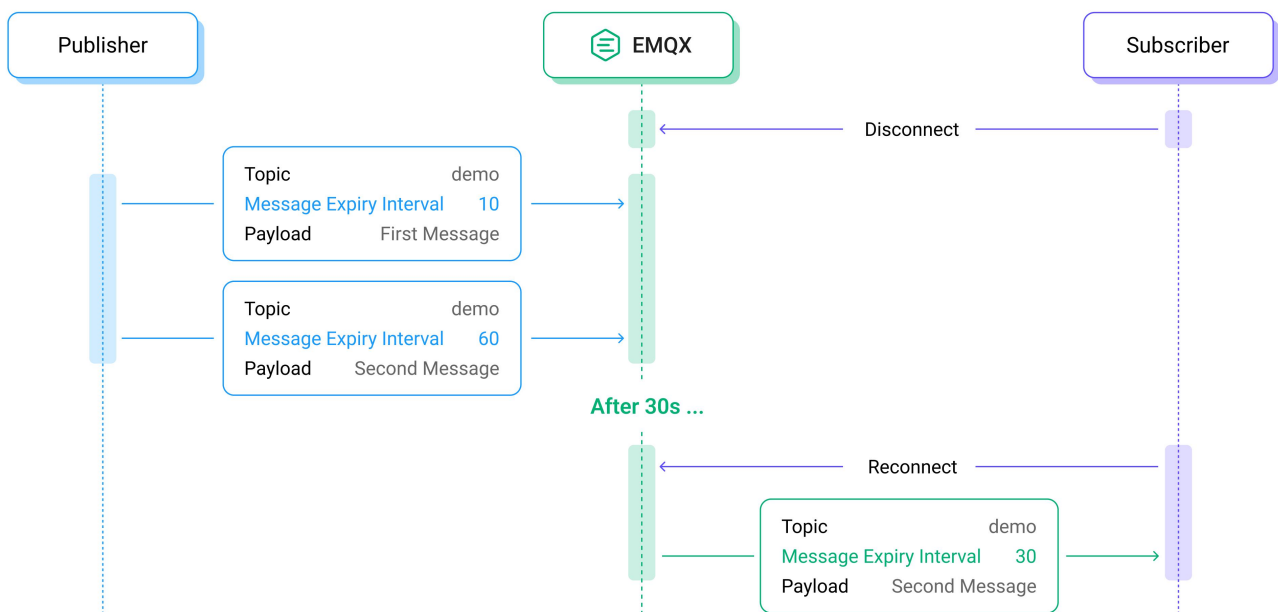 Publisher
EMQX
Subscriber
Disconnect
Topic demo
Message Expiry Interval 10
Payload First Message
Topic demo
Message Expiry Interval 60
Payload Second Message
After 30s ...
Reconnect
Topic demo
Message Expiry Interval 30
Payload Second Message